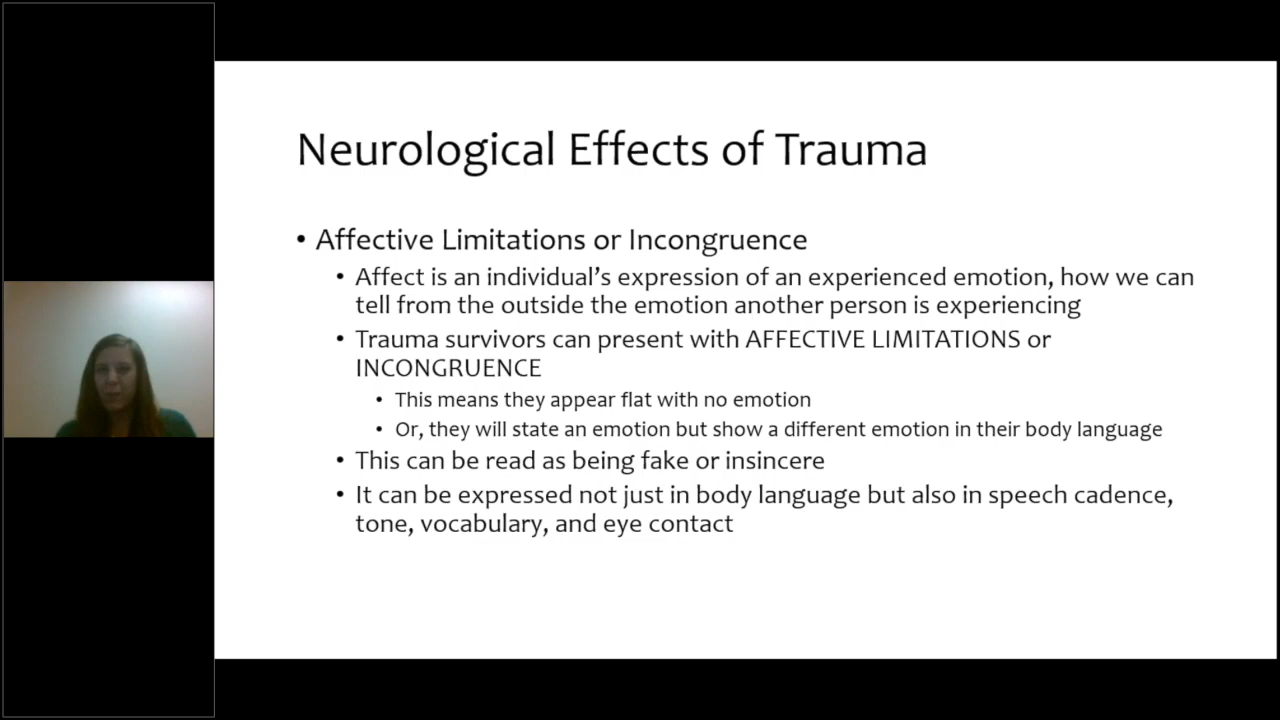 Neurological Effects of Trauma
• Affective Limitations or Incongruence
• Affect is an individual’s expression of an experienced emotion, how we can
tell from the outside the emotion another person is experiencing
• Trauma survivors can present with AFFECTIVE LIMITATIONS or
INCONGRUENCE
• This means they appear flat with no emotion
• Or, they will state an emotion but show a different emotion in their body language
• This can be read as being fake or insincere
• It can be expressed not just in body language but also in speech cadence,
tone, vocabulary, and eye contact